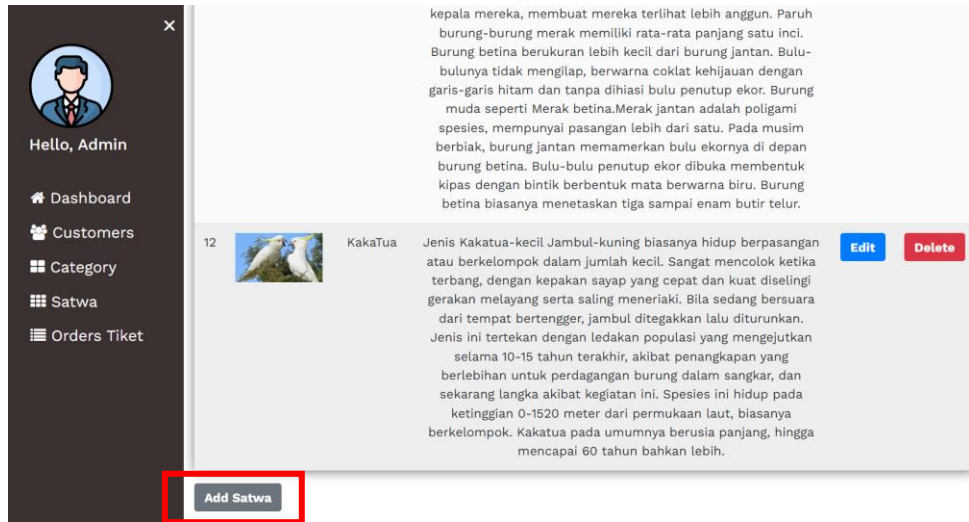 ×
Hello, Admin
Dashboard
Customers
Category
Satwa
Orders Tiket
kepala mereka, membuat mereka terlihat lebih anggun. Paruh
burung-burung merak memiliki rata-rata panjang satu inci.
Burung betina berukuran lebih kecil dari burung jantan. Bulu-
bulunya tidak mengilap, berwarna coklat kehijauan dengan
garis-garis hitam dan tanpa dihiasi bulu penutup ekor. Burung
muda seperti Merak betina.Merak jantan adalah poligami
spesies, mempunyai pasangan lebih dari satu. Pada musim
berbiak, burung jantan memamerkan bulu ekornya di depan
burung betina. Bulu-bulu penutup ekor dibuka membentuk
kipas dengan bintik berbentuk mata berwarna biru. Burung
betina biasanya menetaskan tiga sampai enam butir telur.
12
KakaTua
Jenis Kakatua-kecil Jambul-kuning biasanya hidup berpasangan
atau berkelompok dalam jumlah kecil. Sangat mencolok ketika
terbang, dengan kepakan sayap yang cepat dan kuat diselingi
gerakan melayang serta saling meneriaki. Bila sedang bersuara
dari tempat bertengger, jambul ditegakkan lalu diturunkan.
Jenis ini tertekan dengan ledakan populasi yang mengejutkan
selama 10-15 tahun terakhir, akibat penangkapan yang
berlebihan untuk perdagangan burung dalam sangkar, dan
sekarang langka akibat kegiatan ini. Spesies ini hidup pada
ketinggian 0-1520 meter dari permukaan laut, biasanya
berkelompok. Kakatua pada umumnya berusia panjang, hingga
mencapai 60 tahun bahkan lebih.
Edit
Delete
Add Satwa